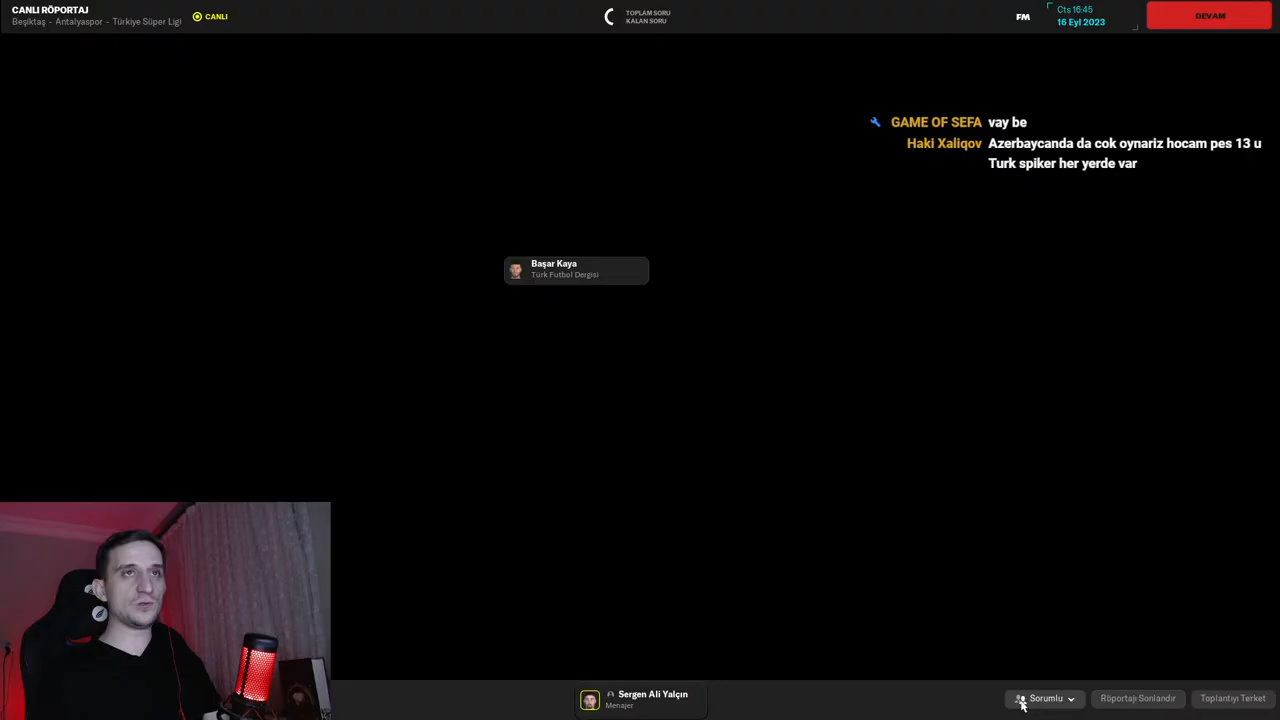 CANLI RÖPORTAJ
Beşiktaş - Antalyaspor - Türkiye Süper Ligi
CANLI
TOPLAM SORU
KALAN SORU
FM
Cts 16:45
16 Eyl 2023
DEVAM
GAME OF SEFA vay be
Haki Xaliqov Azerbaycanda da cok oynariz hocam pes 13 u
Turk spiker her yerde var
Başar Kaya
Türk Futbol Dergisi
Sergen Ali Yalçın
Menajer
Sorumlu
Röportajı Sonlandır
Toplantıyı Terket